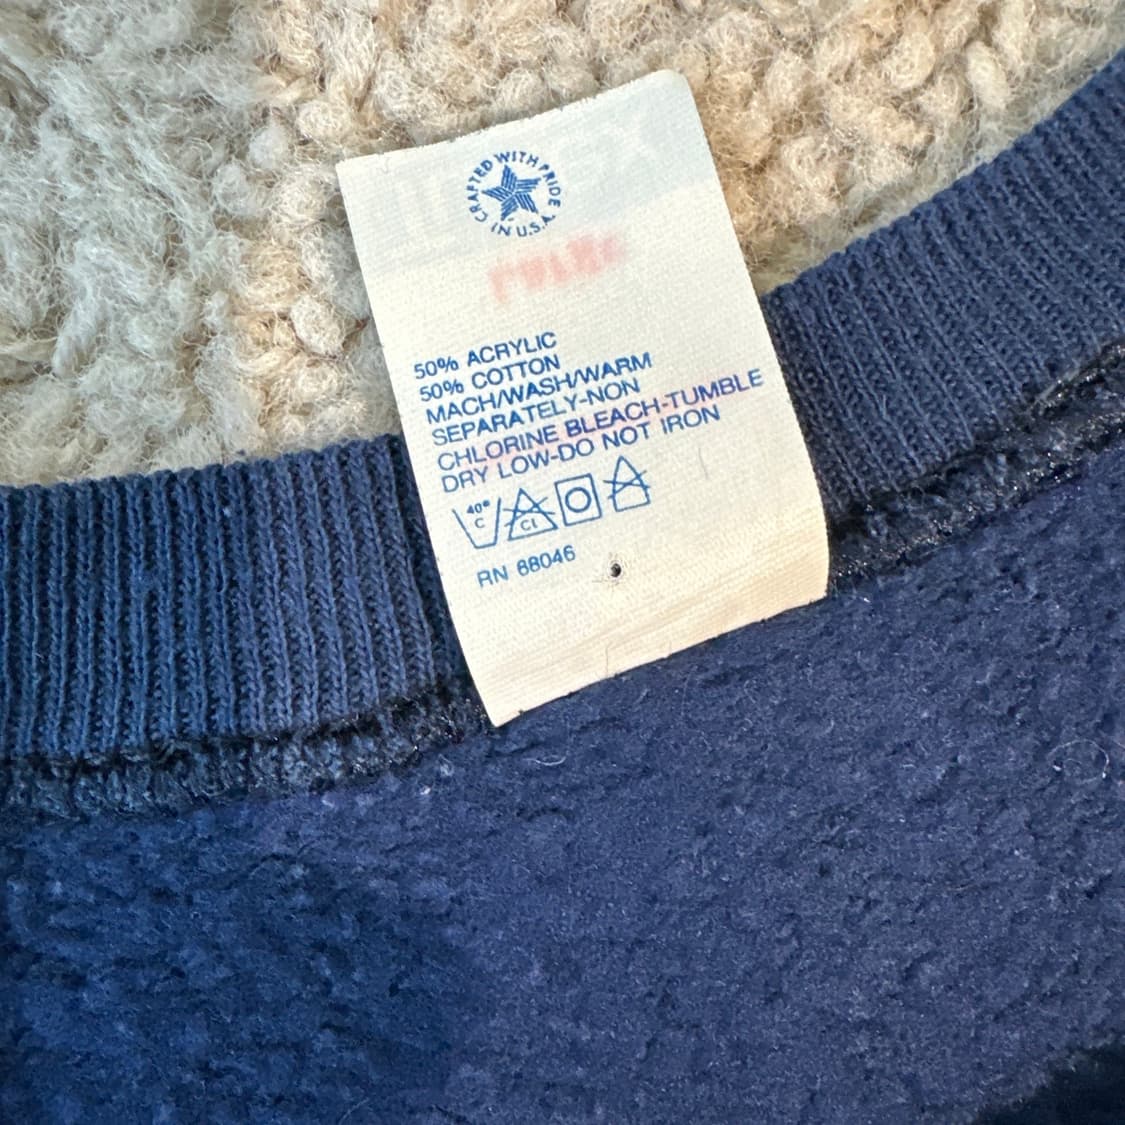 CRAFTED WITH PRIDE IN U.S.A.
50% ACRYLIC
50% COTTON
MACH/WASH/WARM
SEPARATELY-NON
CHLORINE BLEACH-TUMBLE
DRY LOW-DO NOT IRON
40° C CL
RN 68046